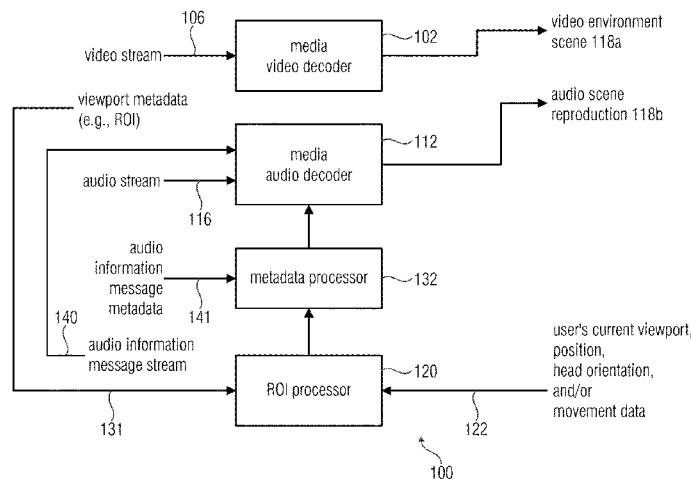 106
video stream
media
video decoder
102
video environment
scene 118a
viewport metadata
(e.g., ROI)
audio scene
reproduction 118b
media
audio decoder
112
audio stream
116
audio
information
message
metadata
141
metadata processor
132
140
audio information
message stream
131
ROI processor
120
user's current viewport,
position,
head orientation,
and/or
movement data
122
100